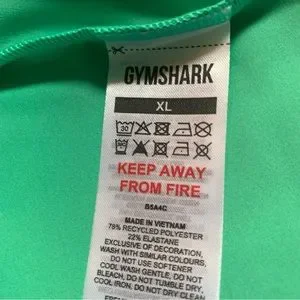 GYMSHARK
XL
30
KEEP AWAY
FROM FIRE
B5A4C
MADE IN VIETNAM
78% RECYCLED POLYESTER
22% ELASTANE
EXCLUSIVE OF DECORATION.
WASH WITH SIMILAR COLOURS,
DO NOT USE SOFTENER
COOL WASH GENTLE, DO NOT
BLEACH, DO NOT TUMBLE DRY,
COOL IRON, DO NOT DRY CLEAN